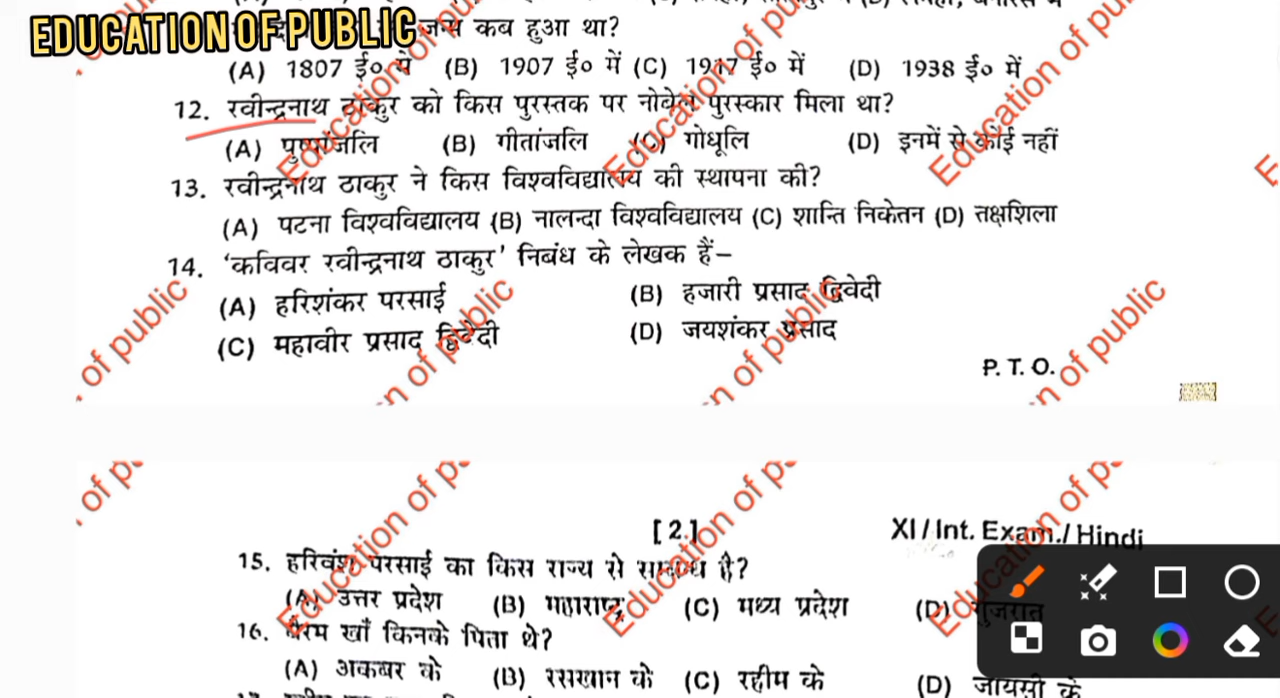 EDUCATION OF PUBLIC जन्म कब हुआ था?
(A) 1807 ई० में (B) 1907 ई० में (C) 1917 ई० में (D) 1938 ई० में
12. रवीन्द्रनाथ ठाकुर को किस पुरस्तक पर नोबेल पुरस्कार मिला था?
(A) पुष्पांजलि (B) गीतांजलि (C) गोधूलि (D) इनमें से कोई नहीं
13. रवीन्द्रनाथ ठाकुर ने किस विश्वविद्यालय की स्थापना की?
(A) पटना विश्वविद्यालय (B) नालन्दा विश्वविद्यालय (C) शान्ति निकेतन (D) तक्षशिला
14. 'कविवर रवीन्द्रनाथ ठाकुर' निबंध के लेखक हैं–
(A) हरिशंकर परसाई (B) हजारी प्रसाद द्विवेदी
(C) महावीर प्रसाद द्विवेदी (D) जयशंकर प्रसाद
P. T. O.
[2]
XI / Int. Exam. / Hindi
15. हरिवंश परसाई का किस राज्य से सम्बंध है?
(A) उत्तर प्रदेश (B) महाराष्ट्र (C) मध्य प्रदेश (D) गुजरात
16. बैरम खाँ किनके पिता थे?
(A) अकबर के (B) रसखान के (C) रहीम के (D) जायसी के
Education of public